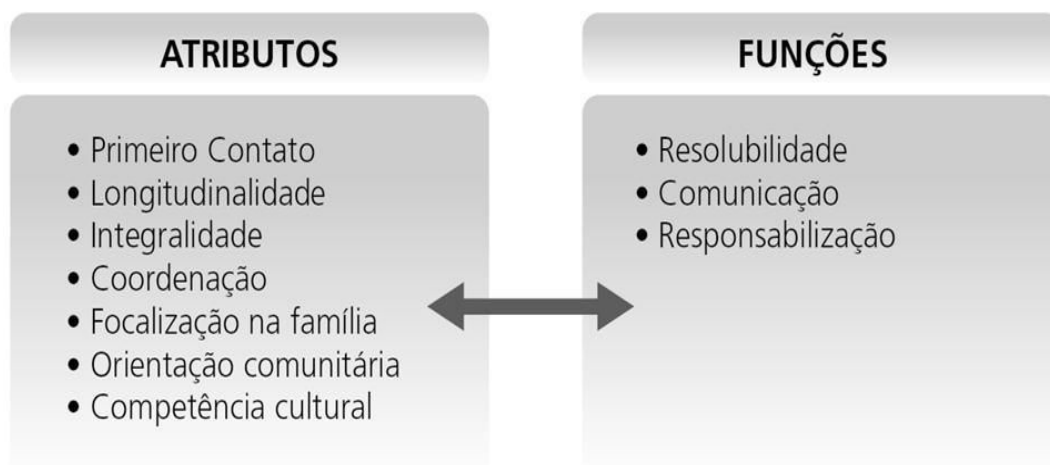 ATRIBUTOS
• Primeiro Contato
• Longitudinalidade
• Integralidade
• Coordenação
• Focalização na família
• Orientação comunitária
• Competência cultural
FUNÇÕES
• Resolubilidade
• Comunicação
• Responsabilização